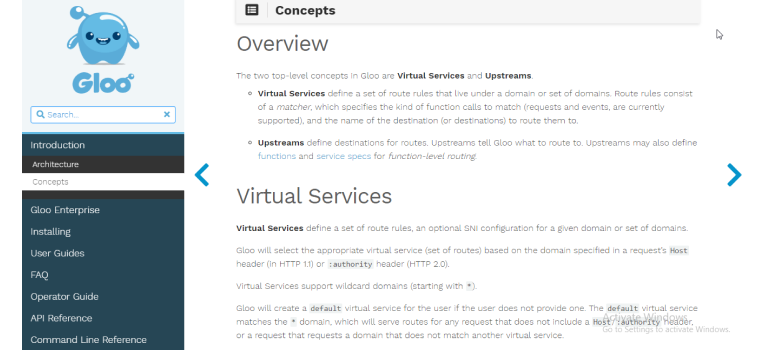 Concepts
Gloo
Search...
Introduction
Architecture
Concepts
Gloo Enterprise
Installing
User Guides
FAQ
Operator Guide
API Reference
Command Line Reference
Overview
The two top-level concepts in Gloo are Virtual Services and Upstreams.
Virtual Services define a set of route rules that live under a domain or set of domains. Route rules consist
of a matcher, which specifies the kind of function calls to match (requests and events, are currently
supported), and the name of the destination (or destinations) to route them to.
Upstreams define destinations for routes. Upstreams tell Gloo what to route to. Upstreams may also define
functions and service specs for function-level routing.
Virtual Services
Virtual Services define a set of route rules, an optional SNI configuration for a given domain or set of domains.
Gloo will select the appropriate virtual service (set of routes) based on the domain specified in a request's Host
header (in HTTP 1.1) or :authority header (HTTP 2.0).
Virtual Services support wildcard domains (starting with *).
Gloo will create a default virtual service for the user if the user does not provide one. The default virtual service
matches the * domain, which will serve routes for any request that does not include a Host/:authority header,
or a request that requests a domain that does not match another virtual service.
Activate Windows
Go to Settings to activate Windows.